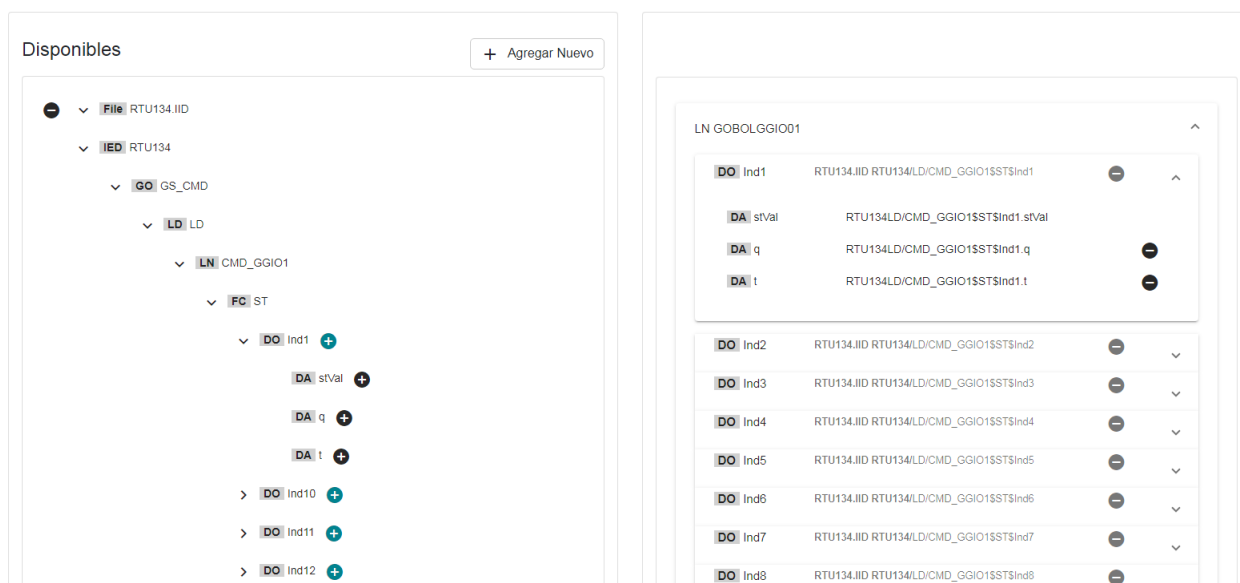 Disponibles
+ Agregar Nuevo
File RTU134.IID
IED RTU134
GO GS_CMD
LD LD
LN CMD_GGIO1
FC ST
DO Ind1
DA stVal
DA q
DA t
DO Ind10
DO Ind11
DO Ind12
LN GOBOLGGIO01
DO Ind1 RTU134.IID RTU134/LD/CMD_GGIO1$ST$Ind1
DA stVal RTU134LD/CMD_GGIO1$ST$Ind1.stVal
DA q RTU134LD/CMD_GGIO1$ST$Ind1.q
DA t RTU134LD/CMD_GGIO1$ST$Ind1.t
DO Ind2 RTU134.IID RTU134/LD/CMD_GGIO1$ST$Ind2
DO Ind3 RTU134.IID RTU134/LD/CMD_GGIO1$ST$Ind3
DO Ind4 RTU134.IID RTU134/LD/CMD_GGIO1$ST$Ind4
DO Ind5 RTU134.IID RTU134/LD/CMD_GGIO1$ST$Ind5
DO Ind6 RTU134.IID RTU134/LD/CMD_GGIO1$ST$Ind6
DO Ind7 RTU134.IID RTU134/LD/CMD_GGIO1$ST$Ind7
DO Ind8 RTU134.IID RTU134/LD/CMD_GGIO1$ST$Ind8